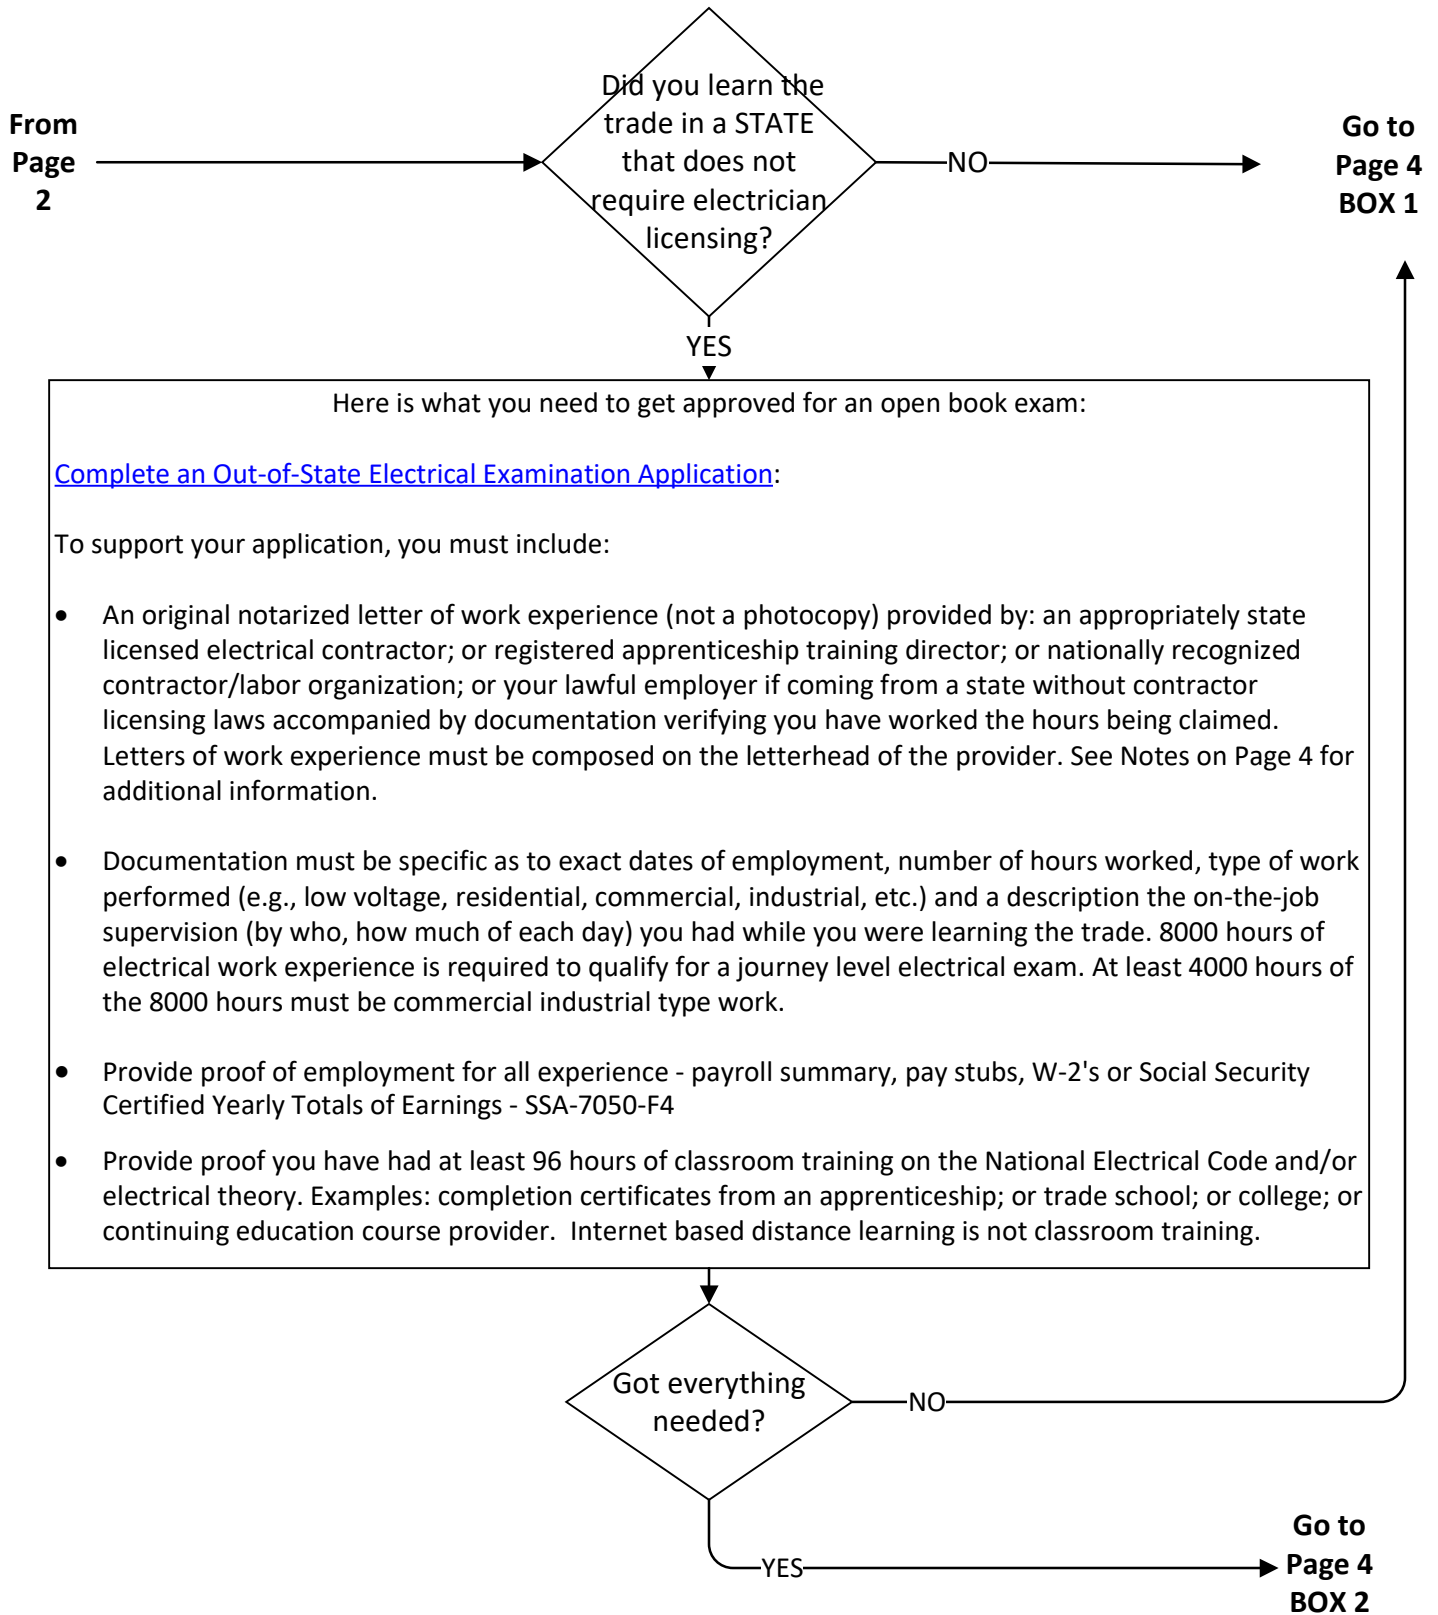 From
Page
2
Did you learn the
trade in a STATE
that does not
require electrician
licensing?
NO
Go to
Page 4
BOX 1
YES
Here is what you need to get approved for an open book exam:
Complete an Out-of-State Electrical Examination Application:
To support your application, you must include:
• An original notarized letter of work experience (not a photocopy) provided by: an appropriately state
licensed electrical contractor; or registered apprenticeship training director; or nationally recognized
contractor/labor organization; or your lawful employer if coming from a state without contractor
licensing laws accompanied by documentation verifying you have worked the hours being claimed.
Letters of work experience must be composed on the letterhead of the provider. See Notes on Page 4 for
additional information.
• Documentation must be specific as to exact dates of employment, number of hours worked, type of work
performed (e.g., low voltage, residential, commercial, industrial, etc.) and a description the on-the-job
supervision (by who, how much of each day) you had while you were learning the trade. 8000 hours of
electrical work experience is required to qualify for a journey level electrical exam. At least 4000 hours of
the 8000 hours must be commercial industrial type work.
• Provide proof of employment for all experience - payroll summary, pay stubs, W-2's or Social Security
Certified Yearly Totals of Earnings - SSA-7050-F4
• Provide proof you have had at least 96 hours of classroom training on the National Electrical Code and/or
electrical theory. Examples: completion certificates from an apprenticeship; or trade school; or college; or
continuing education course provider.  Internet based distance learning is not classroom training.
Got everything
needed?
NO
YES
Go to
Page 4
BOX 2